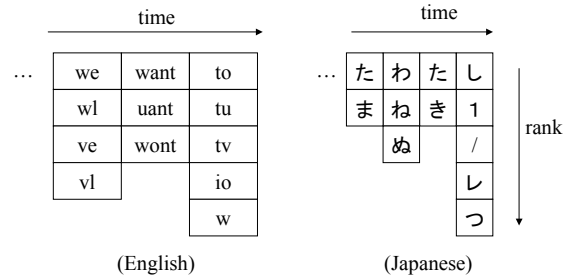 time time
… we want to … た わ た し
wl uant tu ま ね き 1
ve wont tv ぬ / rank
vl io レ
w つ
(English) (Japanese)